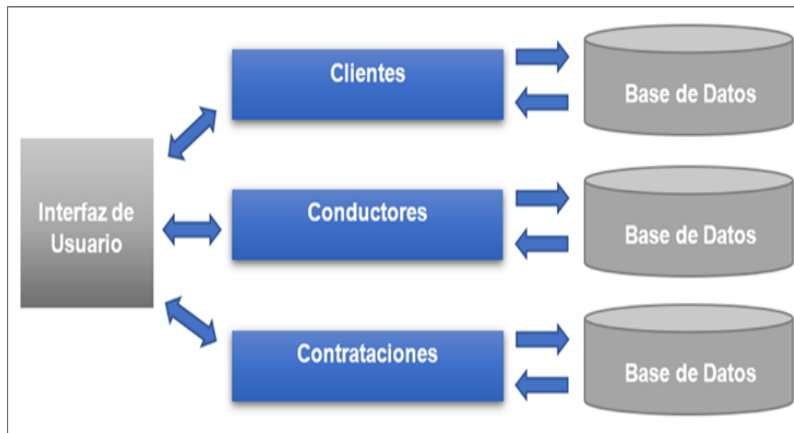 Clientes
Base de Datos
Interfaz de
Usuario
Conductores
Base de Datos
Contrataciones
Base de Datos